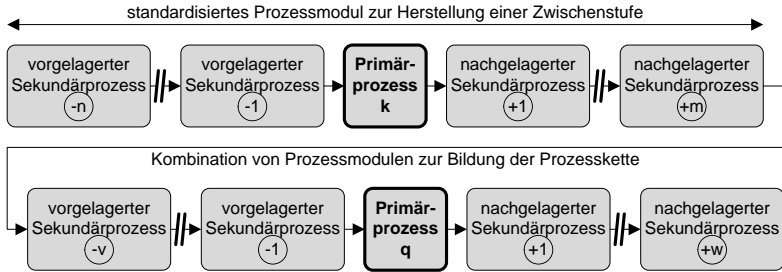 standardisiertes Prozessmodul zur Herstellung einer Zwischenstufe
vorgelagerter
Sekundärprozess
-n
vorgelagerter
Sekundärprozess
-1
Primär-
prozess
k
nachgelagerter
Sekundärprozess
+1
nachgelagerter
Sekundärprozess
+m
Kombination von Prozessmodulen zur Bildung der Prozesskette
vorgelagerter
Sekundärprozess
-v
vorgelagerter
Sekundärprozess
-1
Primär-
prozess
q
nachgelagerter
Sekundärprozess
+1
nachgelagerter
Sekundärprozess
+w